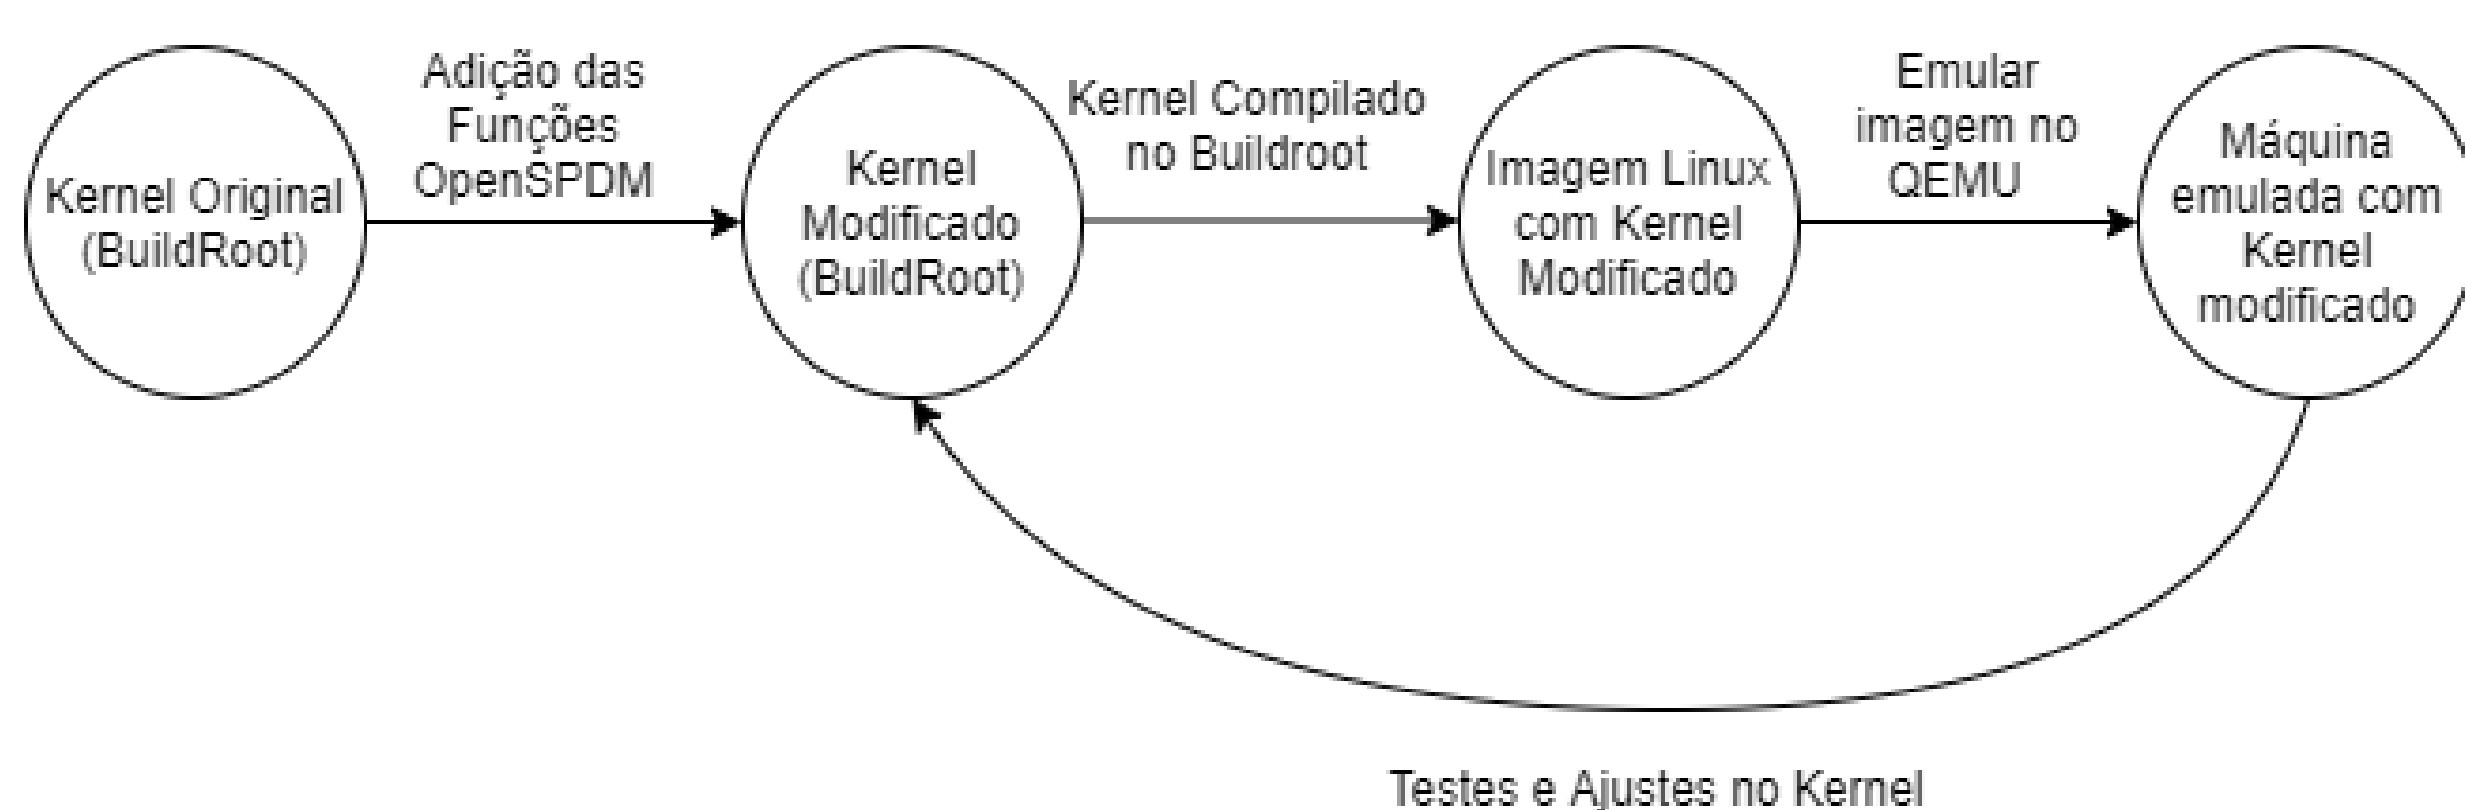 Kernel Original
(BuildRoot)
Adição das
Funções
OpenSPDM
Kernel
Modificado
(BuildRoot)
Kernel Compilado
no Buildroot
Imagem Linux
com Kernel
Modificado
Emular
imagem no
QEMU
Máquina
emulada com
Kernel
modificado
Testes e Ajustes no Kernel